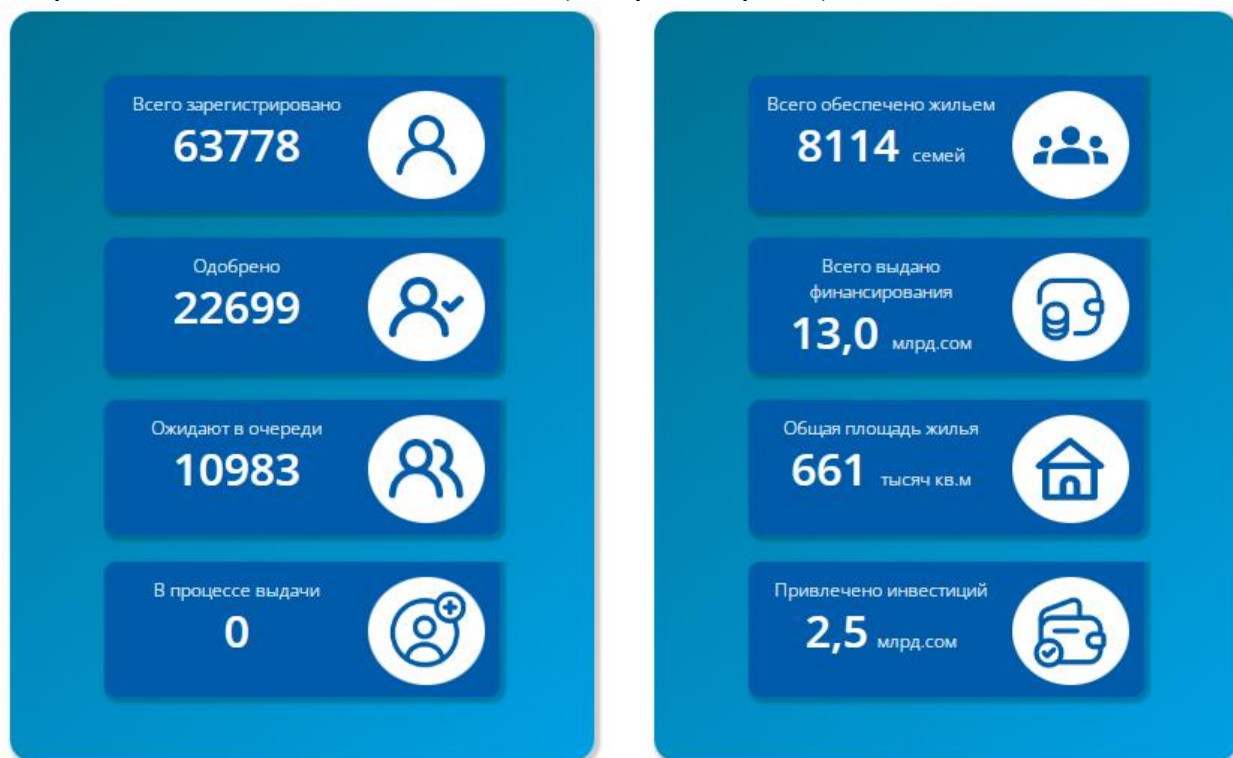 Всего зарегистрировано
63778
Одобрено
22699
Ожидают в очереди
10983
В процессе выдачи
0
Всего обеспечено жильем
8114 семей
Всего выдано
финансирования
13,0 млрд.сом
Общая площадь жилья
661 тысяч кв.м
Привлечено инвестиций
2,5 млрд.сом